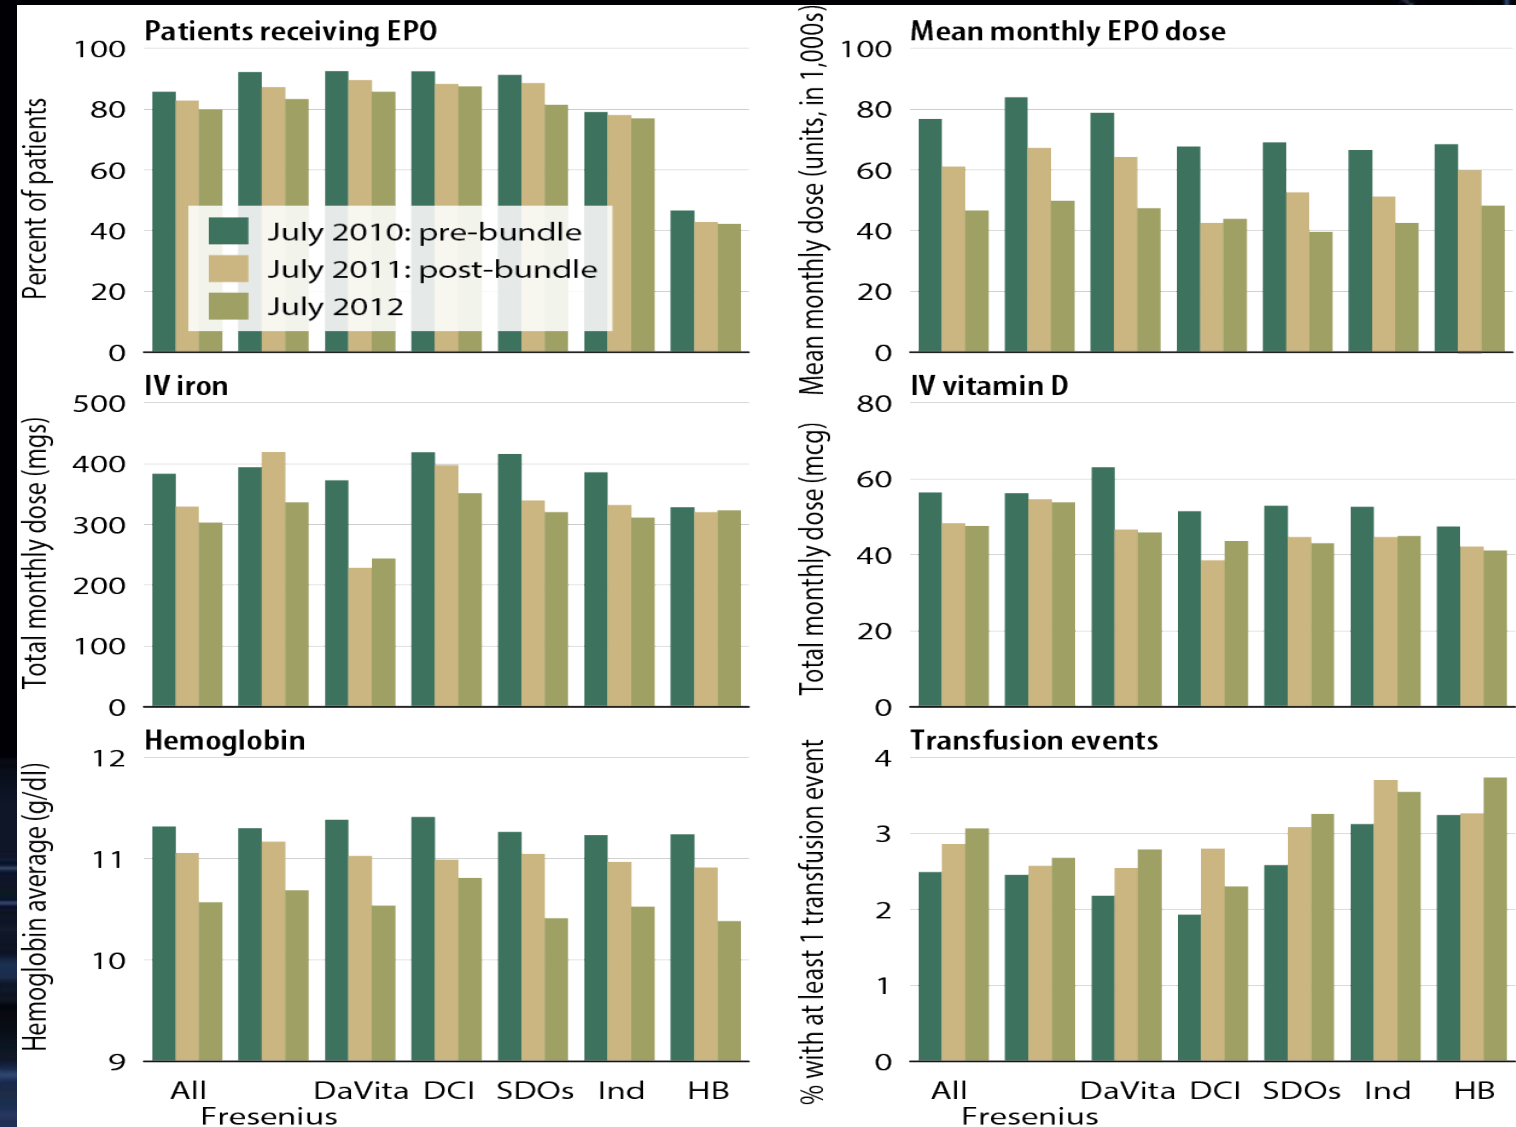 Patients receiving EPO
Percent of patients
100
80
60
40
20
0
July 2010: pre-bundle
July 2011: post-bundle
July 2012
Mean monthly EPO dose
Mean monthly dose (units, in 1,000s)
100
80
60
40
20
0
IV iron
Total monthly dose (mgs)
500
400
300
200
100
0
IV vitamin D
Total monthly dose (mcg)
80
60
40
20
0
Hemoglobin
Hemoglobin average (g/dl)
12
11
10
9
All Fresenius DaVita DCI SDOs Ind HB
Transfusion events
% with at least 1 transfusion event
4
3
2
1
0
All Fresenius DaVita DCI SDOs Ind HB